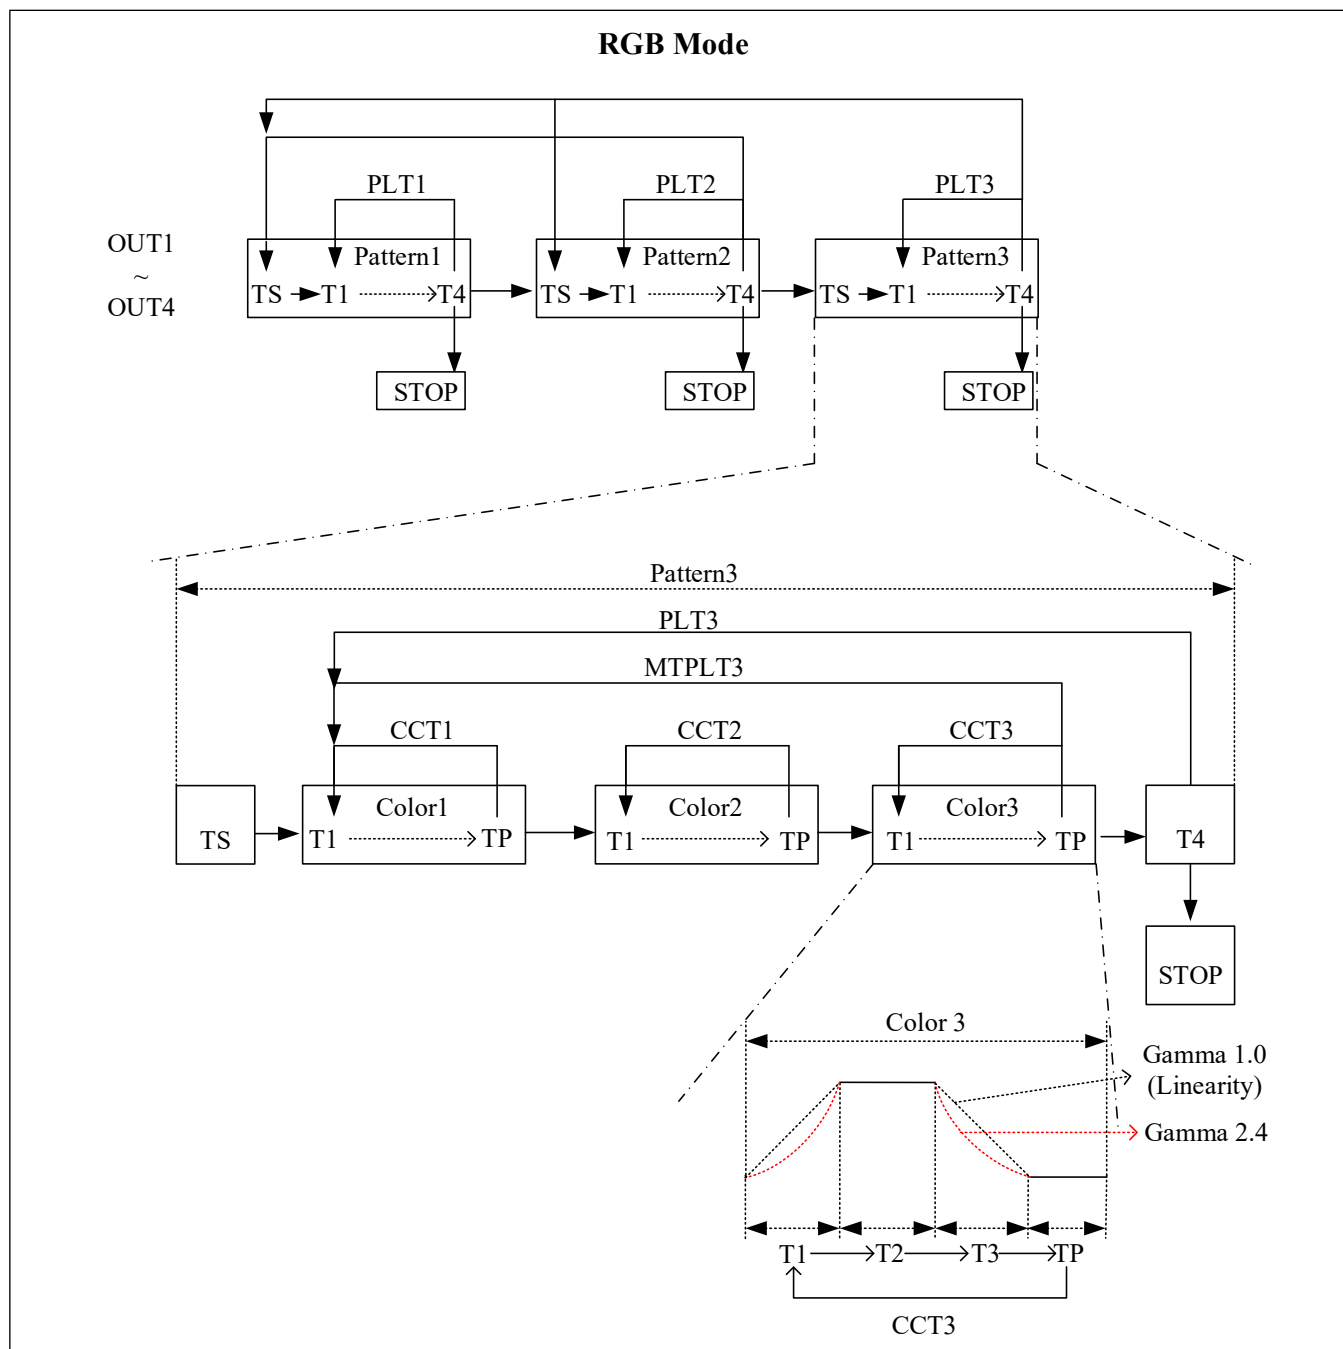 RGB Mode
PLT1 PLT2 PLT3
OUT1
~
OUT4
Pattern1 Pattern2 Pattern3
TS T1 T4 TS T1 T4 TS T1 T4
STOP STOP STOP
Pattern3
PLT3
MTPLT3
CCT1 CCT2 CCT3
Color1 Color2 Color3
TS T1 TP T1 TP T1 TP T4
STOP
Color 3
Gamma 1.0
(Linearity)
Gamma 2.4
T1 T2 T3 TP
CCT3